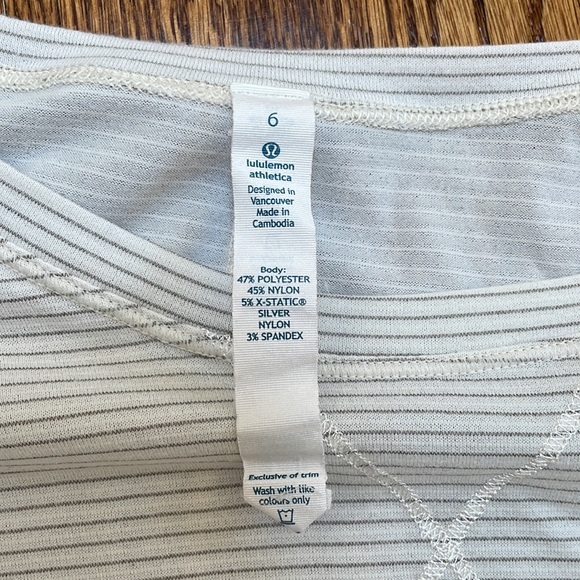 6
lululemon
athletica
Designed in
Vancouver
Made in
Cambodia
Body:
47% POLYESTER
45% NYLON
5% X-STATIC®
SILVER
NYLON
3% SPANDEX
Exclusive of trim
Wash with like
colours only